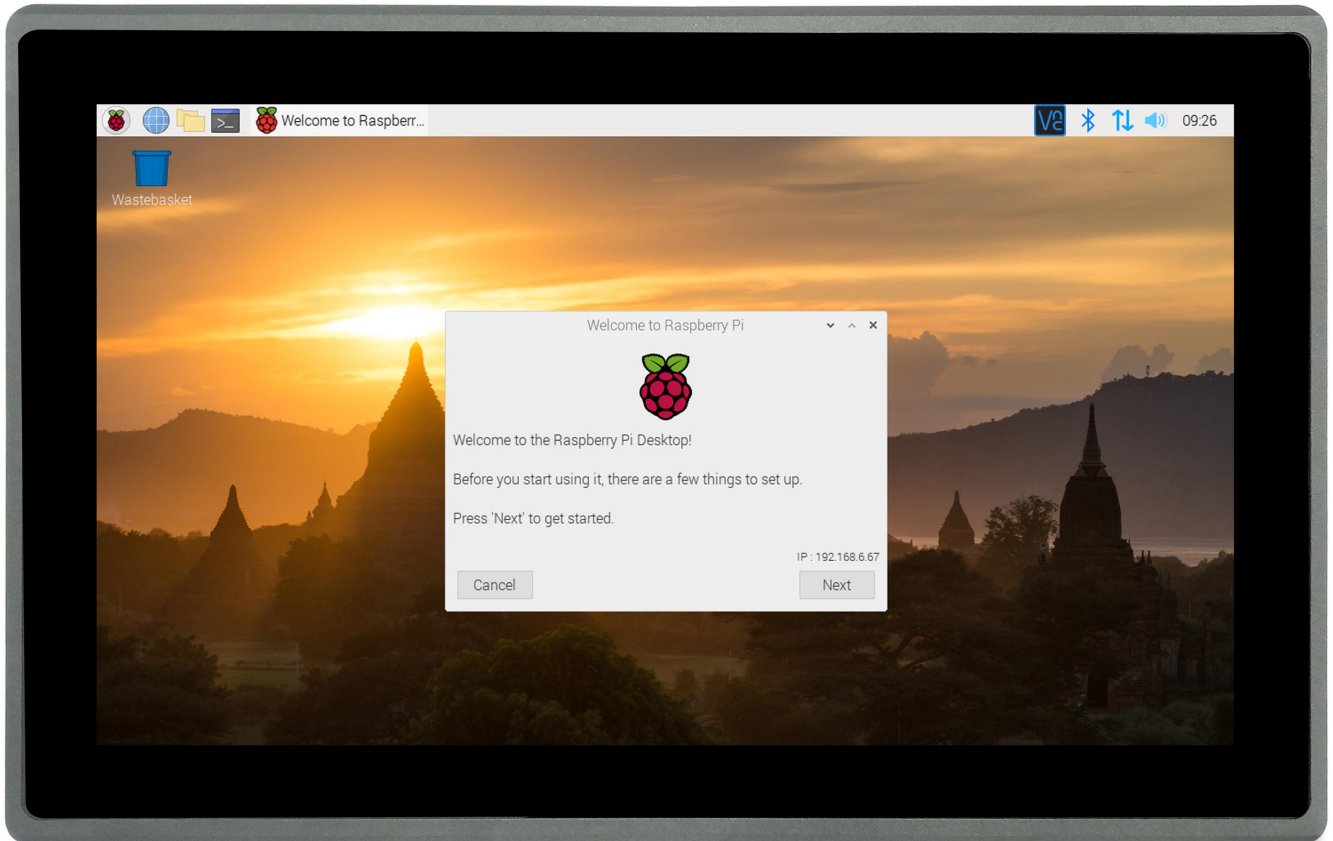 >_
Welcome to Raspberr...
VNC
09:26
Wastebasket
Welcome to Raspberry Pi
Welcome to the Raspberry Pi Desktop!
Before you start using it, there are a few things to set up.
Press 'Next' to get started.
IP : 192.168.6.67
Cancel
Next